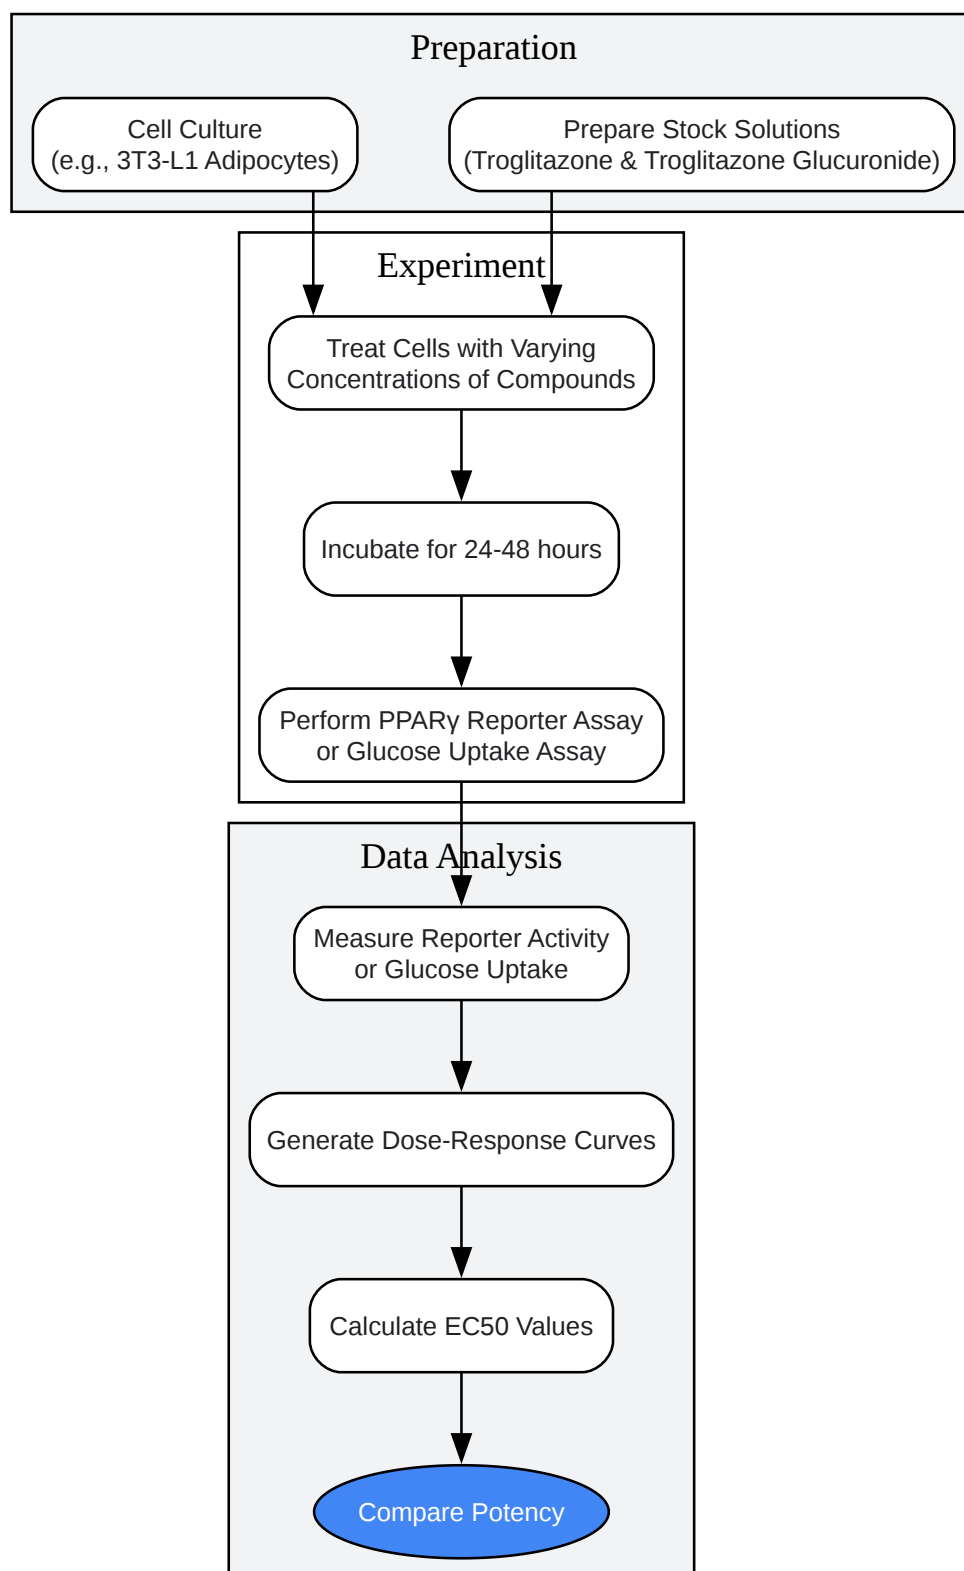 Preparation
Cell Culture
(e.g., 3T3-L1 Adipocytes)
Prepare Stock Solutions
(Troglitazone & Troglitazone Glucuronide)
Experiment
Treat Cells with Varying
Concentrations of Compounds
Incubate for 24-48 hours
Perform PPARγ Reporter Assay
or Glucose Uptake Assay
Data Analysis
Measure Reporter Activity
or Glucose Uptake
Generate Dose-Response Curves
Calculate EC50 Values
Compare Potency